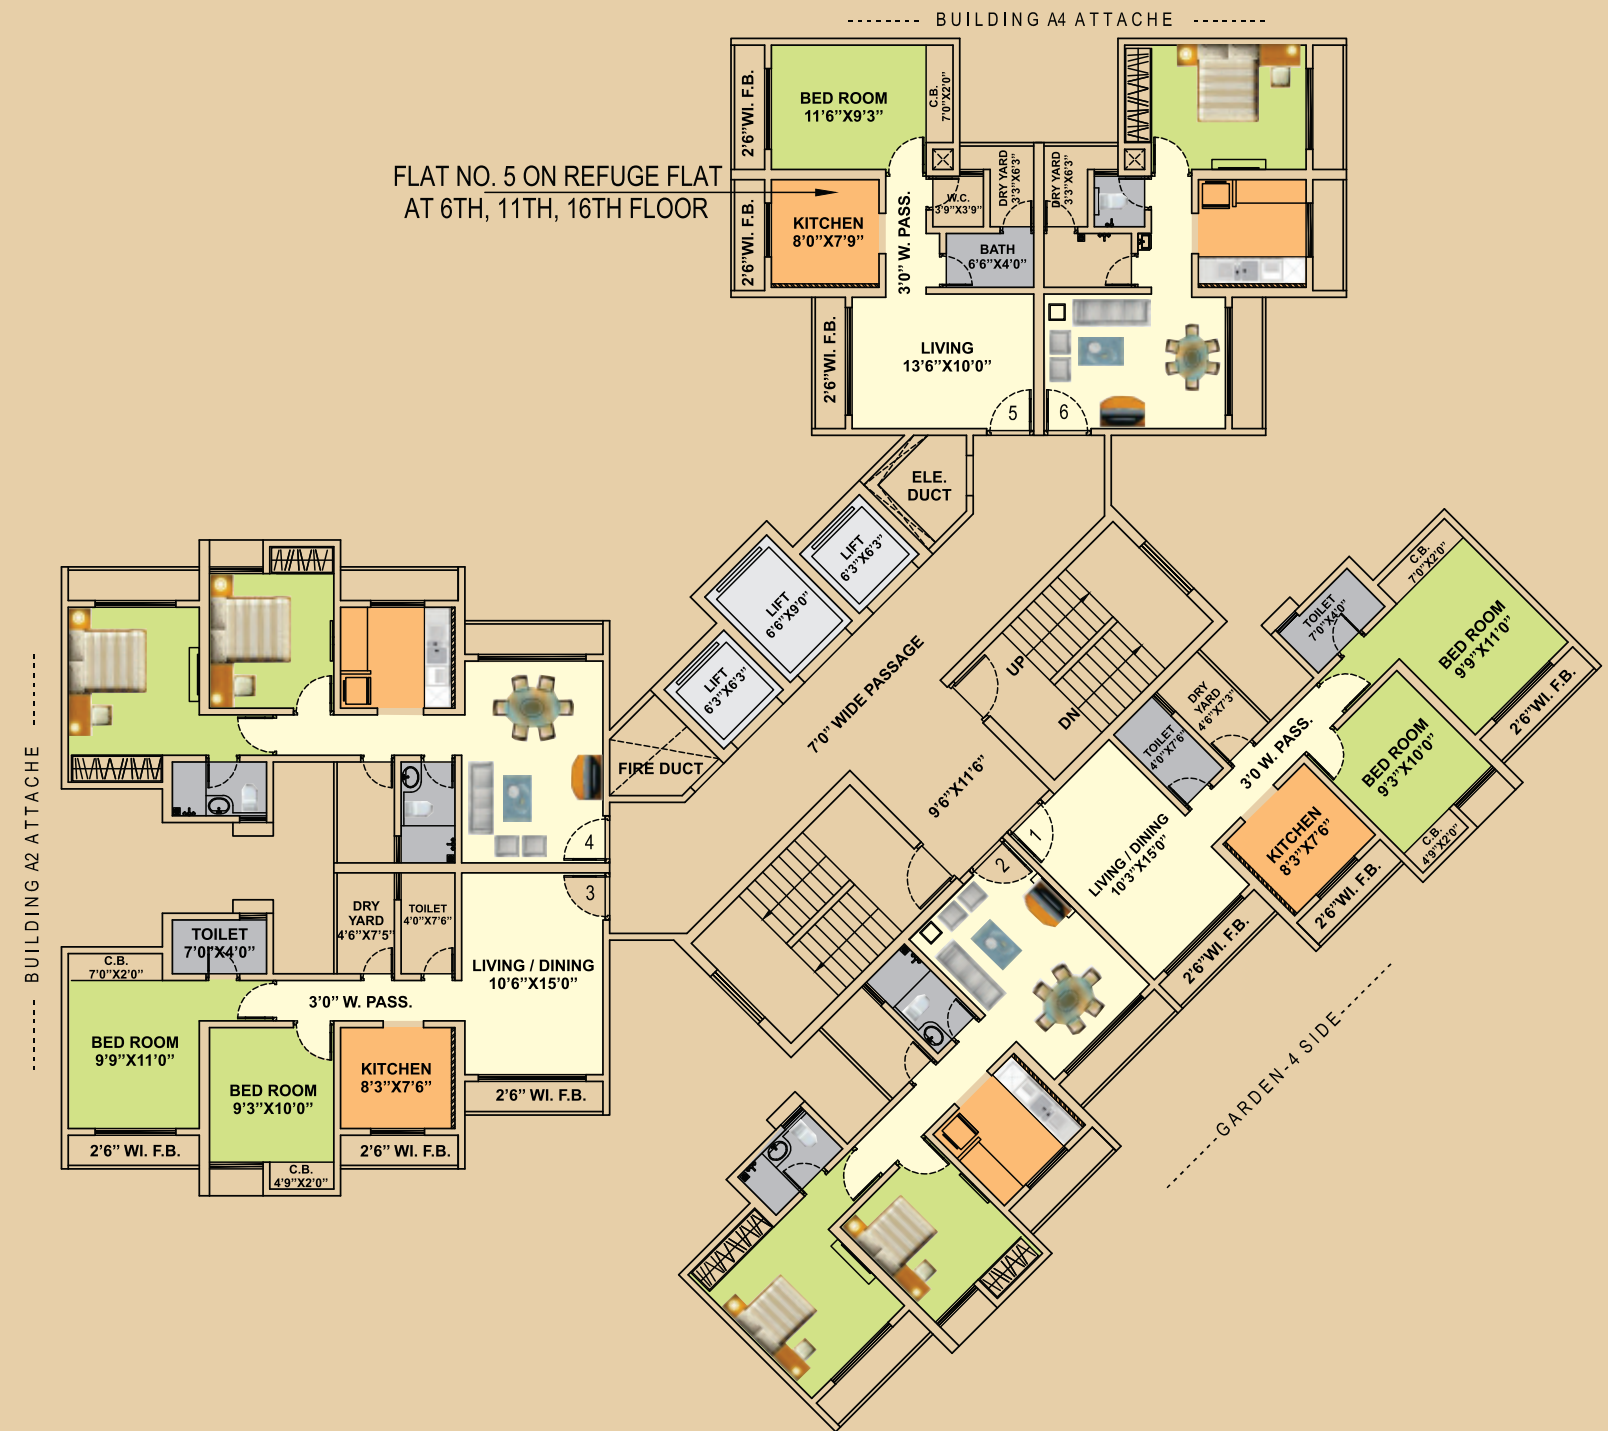 BUILDING A4 ATTACHE
2'6"WI. F.B.
BED ROOM
11'6"X9'3"
C.B.
7'0"X2'0"
FLAT NO. 5 ON REFUGE FLAT
AT 6TH, 11TH, 16TH FLOOR
2'6"WI. F.B.
KITCHEN
8'0"X7'9"
3'0" W. PASS.
W.C.
3'9"X3'9"
DRY YARD
3'3"X6'3"
DRY YARD
3'3"X6'3"
BATH
6'6"X4'0"
2'6"WI. F.B.
LIVING
13'6"X10'0"
5
6
ELE.
DUCT
LIFT
6'3"X6'3"
LIFT
6'6"X9'0"
LIFT
6'3"X6'3"
FIRE DUCT
7'0" WIDE PASSAGE
9'6"X11'6"
UP
DN
BUILDING A2 ATTACHE
4
3
TOILET
7'0"X4'0"
DRY
YARD
4'6"X7'5"
TOILET
4'0"X7'6"
C.B.
7'0"X2'0"
LIVING / DINING
10'6"X15'0"
3'0" W. PASS.
BED ROOM
9'9"X11'0"
BED ROOM
9'3"X10'0"
KITCHEN
8'3"X7'6"
2'6" WI. F.B.
2'6" WI. F.B.
2'6" WI. F.B.
C.B.
4'9"X2'0"
C.B.
7'0"X2'0"
TOILET
7'0"X4'0"
BED ROOM
9'9"X11'0"
2'6"WI. F.B.
DRY
YARD
4'6"X7'3"
TOILET
4'0"X7'6"
3'0 W. PASS.
BED ROOM
9'3"X10'0"
C.B.
4'9"X2'0"
KITCHEN
8'3"X7'6"
2'6"WI. F.B.
1
2
LIVING / DINING
10'3"X15'0"
2'6"WI. F.B.
GARDEN-4 SIDE